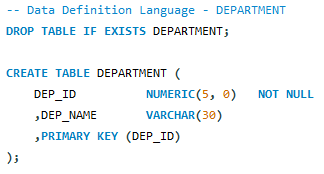 -- Data Definition Language - DEPARTMENT
DROP TABLE IF EXISTS DEPARTMENT;
CREATE TABLE DEPARTMENT (
DEP_ID NUMERIC(5, 0) NOT NULL
,DEP_NAME VARCHAR(30)
,PRIMARY KEY (DEP_ID)
);